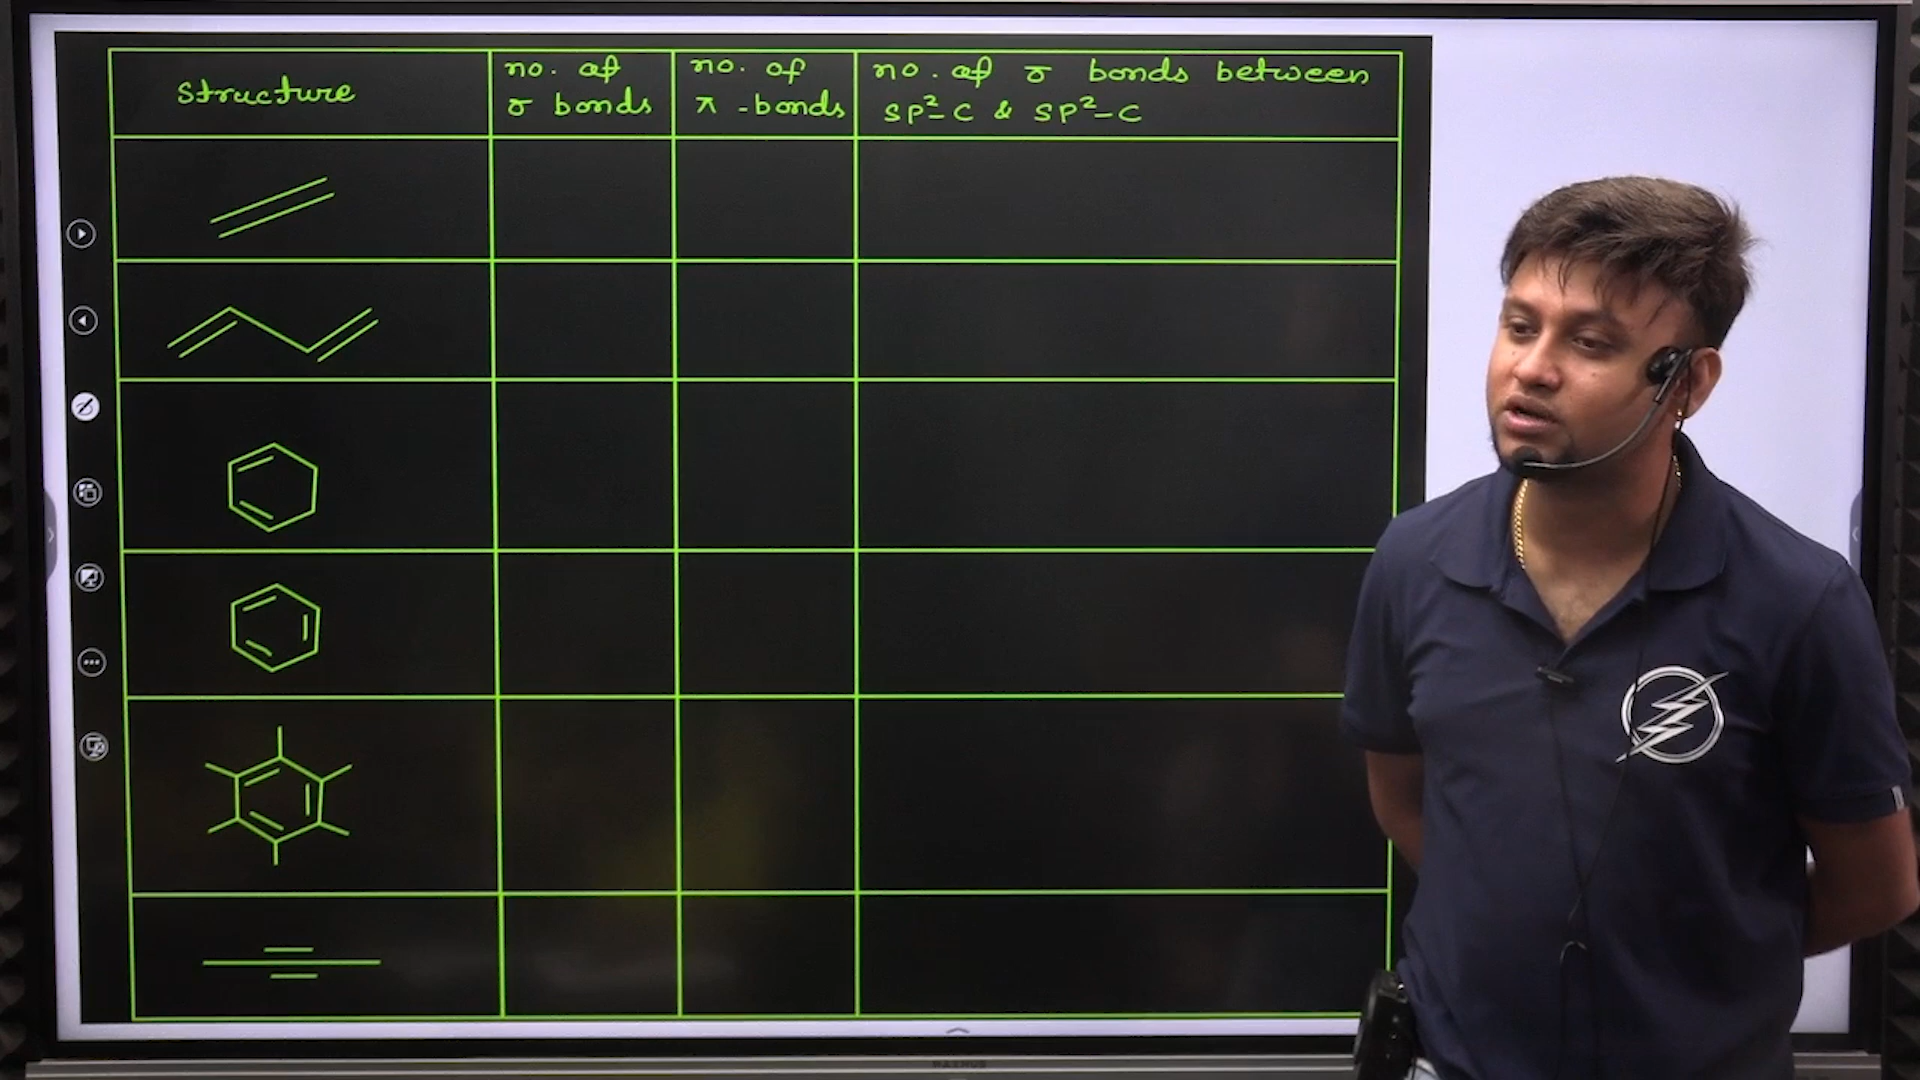 Structure
no. of
σ bonds
no. of
π -bonds
no. of σ bonds between
sp²-C & sp²-C